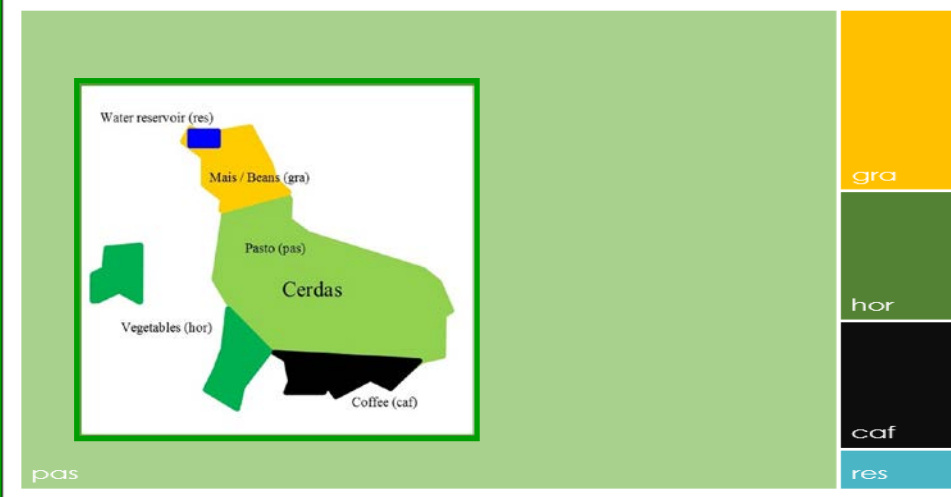 Water reservoir (res)
Mais / Beans (gra)
Pasto (pas)
Cerdas
Vegetables (hor)
Coffee (caf)
pas
gra
hor
caf
res